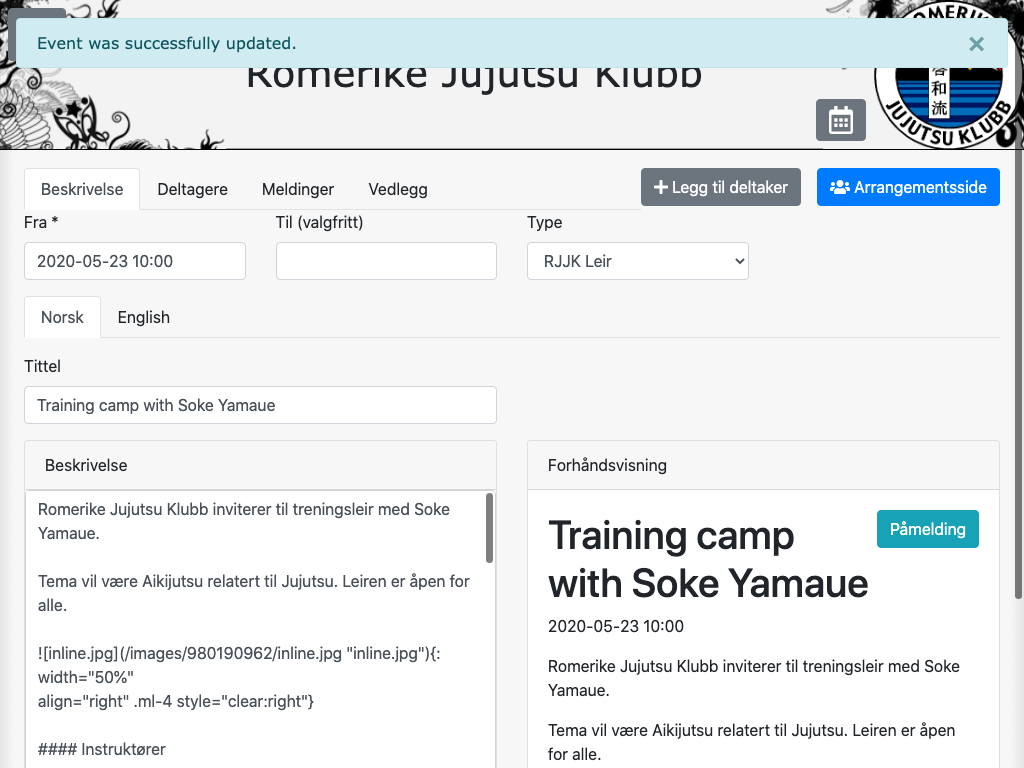 Event was successfully updated.
×
Romerike Jujutsu Klubb
ROMERIKE
啓和流
JUJUTSU KLUBB
Beskrivelse
Deltagere
Meldinger
Vedlegg
Legg til deltaker
Arrangementsside
Fra *
Til (valgfritt)
Type
2020-05-23 10:00
RJJK Leir
Norsk
English
Tittel
Training camp with Soke Yamaue
Beskrivelse
Romerike Jujutsu Klubb inviterer til treningsleir med Soke
Yamaue.
Tema vil være Aikijutsu relatert til Jujutsu. Leiren er åpen for
alle.
![inline.jpg](/images/980190962/inline.jpg "inline.jpg"){:
width="50%"
align="right" .ml-4 style="clear:right"}
#### Instruktører
Forhåndsvisning
Påmelding
Training camp
with Soke Yamaue
2020-05-23 10:00
Romerike Jujutsu Klubb inviterer til treningsleir med Soke
Yamaue.
Tema vil være Aikijutsu relatert til Jujutsu. Leiren er åpen
for alle.